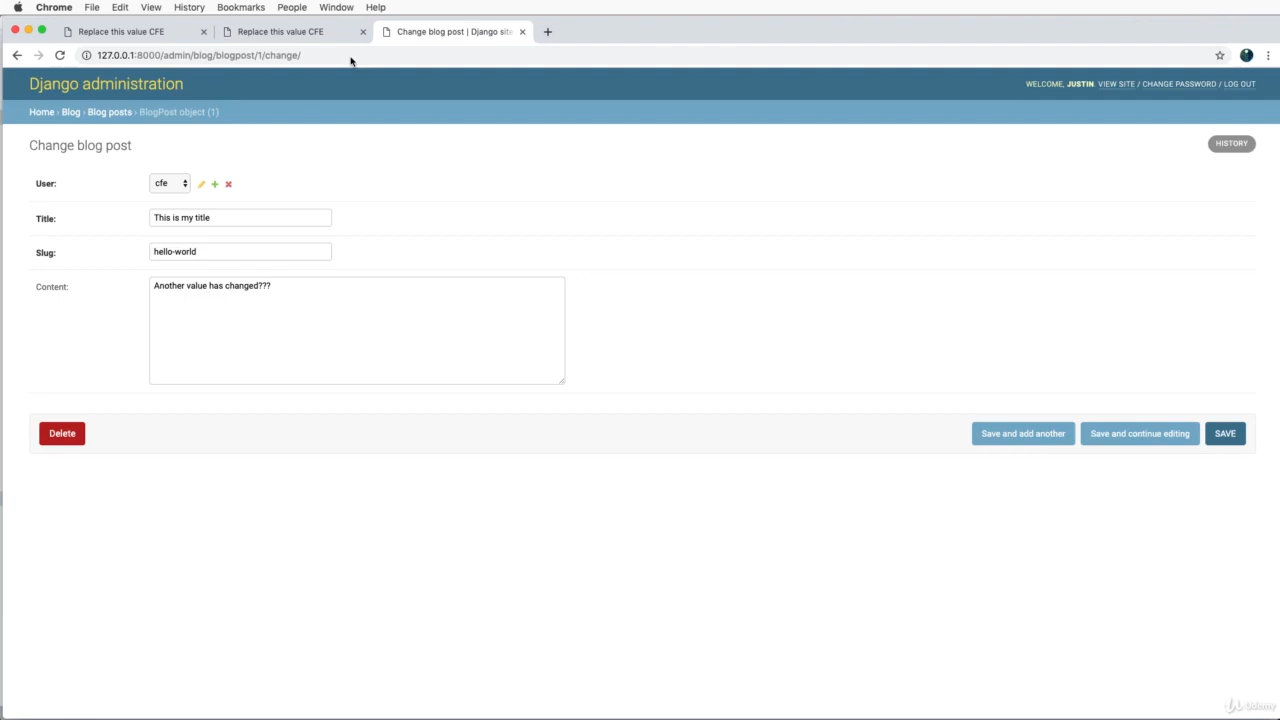 Chrome File Edit View History Bookmarks People Window Help
Replace this value CFE Replace this value CFE Change blog post | Django site
127.0.0.1:8000/admin/blog/blogpost/1/change/
Django administration
WELCOME, JUSTIN. VIEW SITE / CHANGE PASSWORD / LOG OUT
Home › Blog › Blog posts › BlogPost object (1)
Change blog post
HISTORY
User: cfe
Title: This is my title
Slug: hello-world
Content: Another value has changed???
Delete Save and add another Save and continue editing SAVE
Udemy